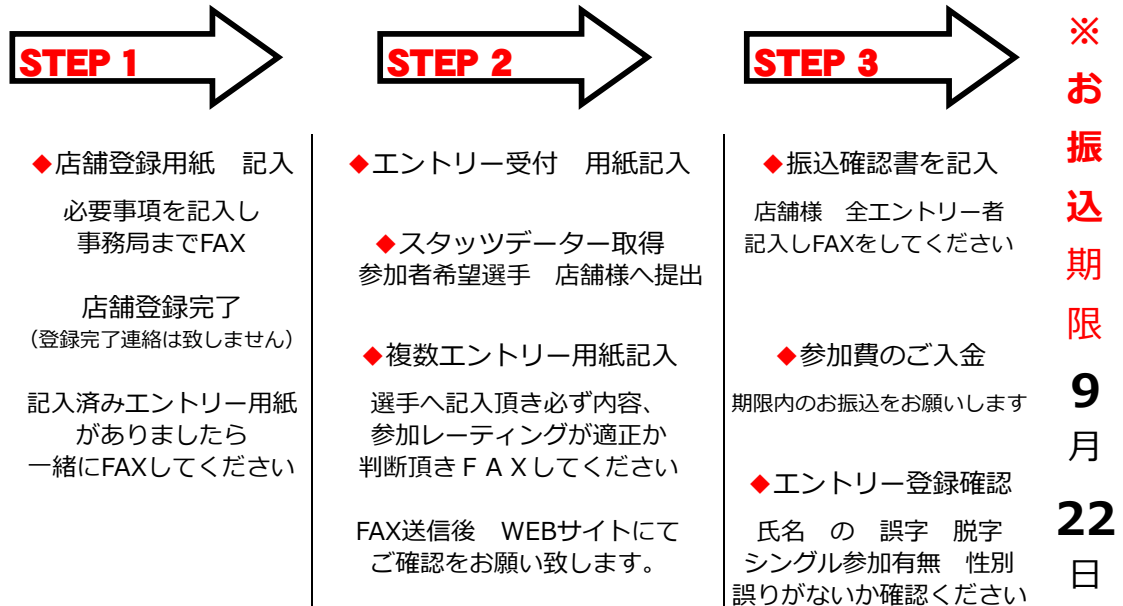 STEP 1
◆店舗登録用紙　記入
必要事項を記入し
事務局までFAX
店舗登録完了
（登録完了連絡は致しません）
記入済みエントリー用紙
がありましたら
一緒にFAXしてください
STEP 2
◆エントリー受付　用紙記入
◆スタッツデーター取得
参加者希望選手　店舗様へ提出
◆複数エントリー用紙記入
選手へ記入頂き必ず内容、
参加レーティングが適正か
判断頂きＦＡＸしてください
FAX送信後　WEBサイトにて
ご確認をお願い致します。
STEP 3
◆振込確認書を記入
店舗様　全エントリー者
記入しFAXをしてください
◆参加費のご入金
期限内のお振込をお願いします
◆エントリー登録確認
氏名　の　誤字　脱字
シングル参加有無　性別
誤りがないか確認ください
※お振込期限9月22日